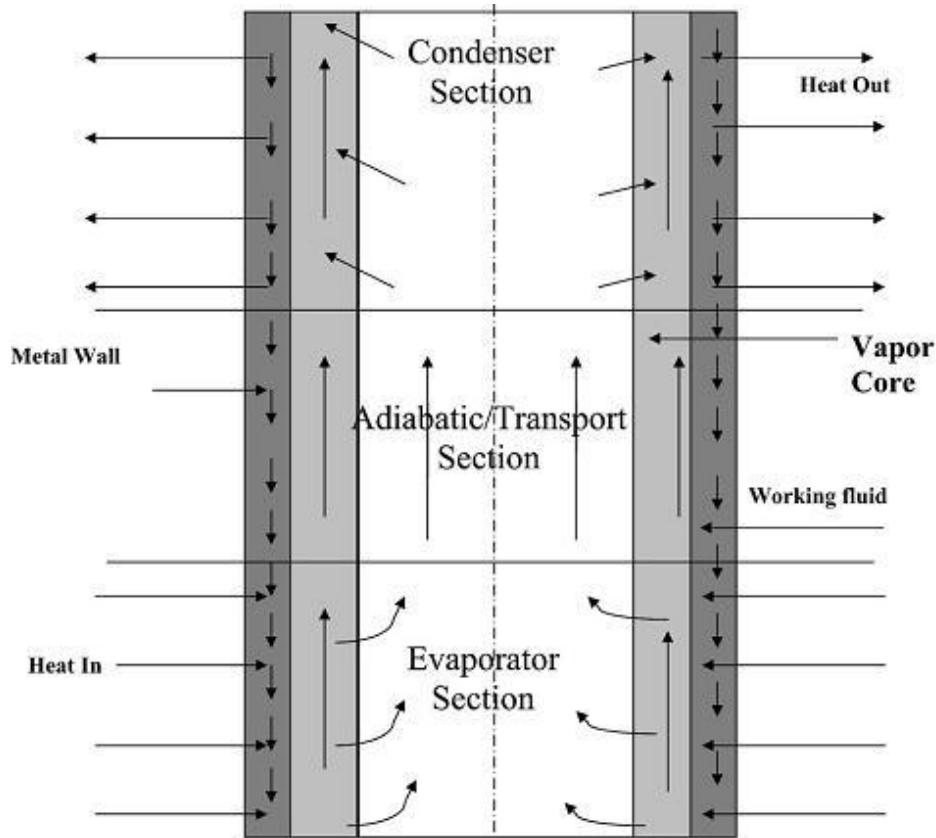 Condenser
Section
Heat Out
Metal Wall
Vapor
Core
Adiabatic/Transport
Section
Working fluid
Evaporator
Section
Heat In